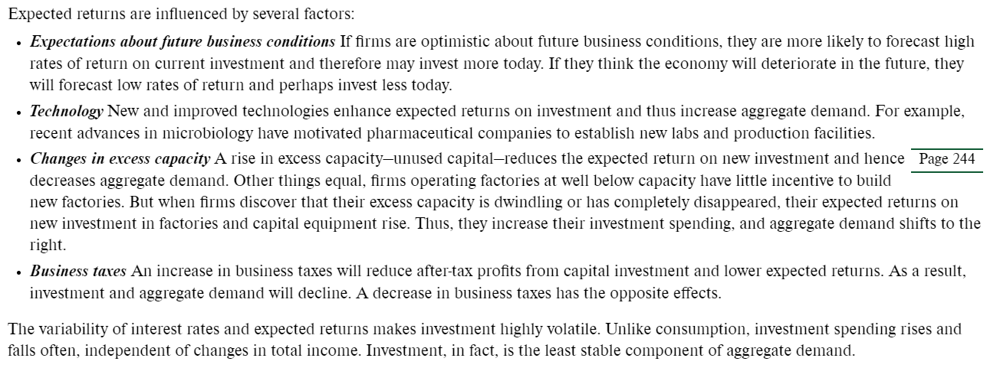 Expected returns are influenced by several factors:
• Expectations about future business conditions If firms are optimistic about future business conditions, they are more likely to forecast high
rates of return on current investment and therefore may invest more today. If they think the economy will deteriorate in the future, they
will forecast low rates of return and perhaps invest less today.
• Technology New and improved technologies enhance expected returns on investment and thus increase aggregate demand. For example,
recent advances in microbiology have motivated pharmaceutical companies to establish new labs and production facilities.
• Changes in excess capacity A rise in excess capacity—unused capital—reduces the expected return on new investment and hence Page 244
decreases aggregate demand. Other things equal, firms operating factories at well below capacity have little incentive to build
new factories. But when firms discover that their excess capacity is dwindling or has completely disappeared, their expected returns on
new investment in factories and capital equipment rise. Thus, they increase their investment spending, and aggregate demand shifts to the
right.
• Business taxes An increase in business taxes will reduce after-tax profits from capital investment and lower expected returns. As a result,
investment and aggregate demand will decline. A decrease in business taxes has the opposite effects.
The variability of interest rates and expected returns makes investment highly volatile. Unlike consumption, investment spending rises and
falls often, independent of changes in total income. Investment, in fact, is the least stable component of aggregate demand.